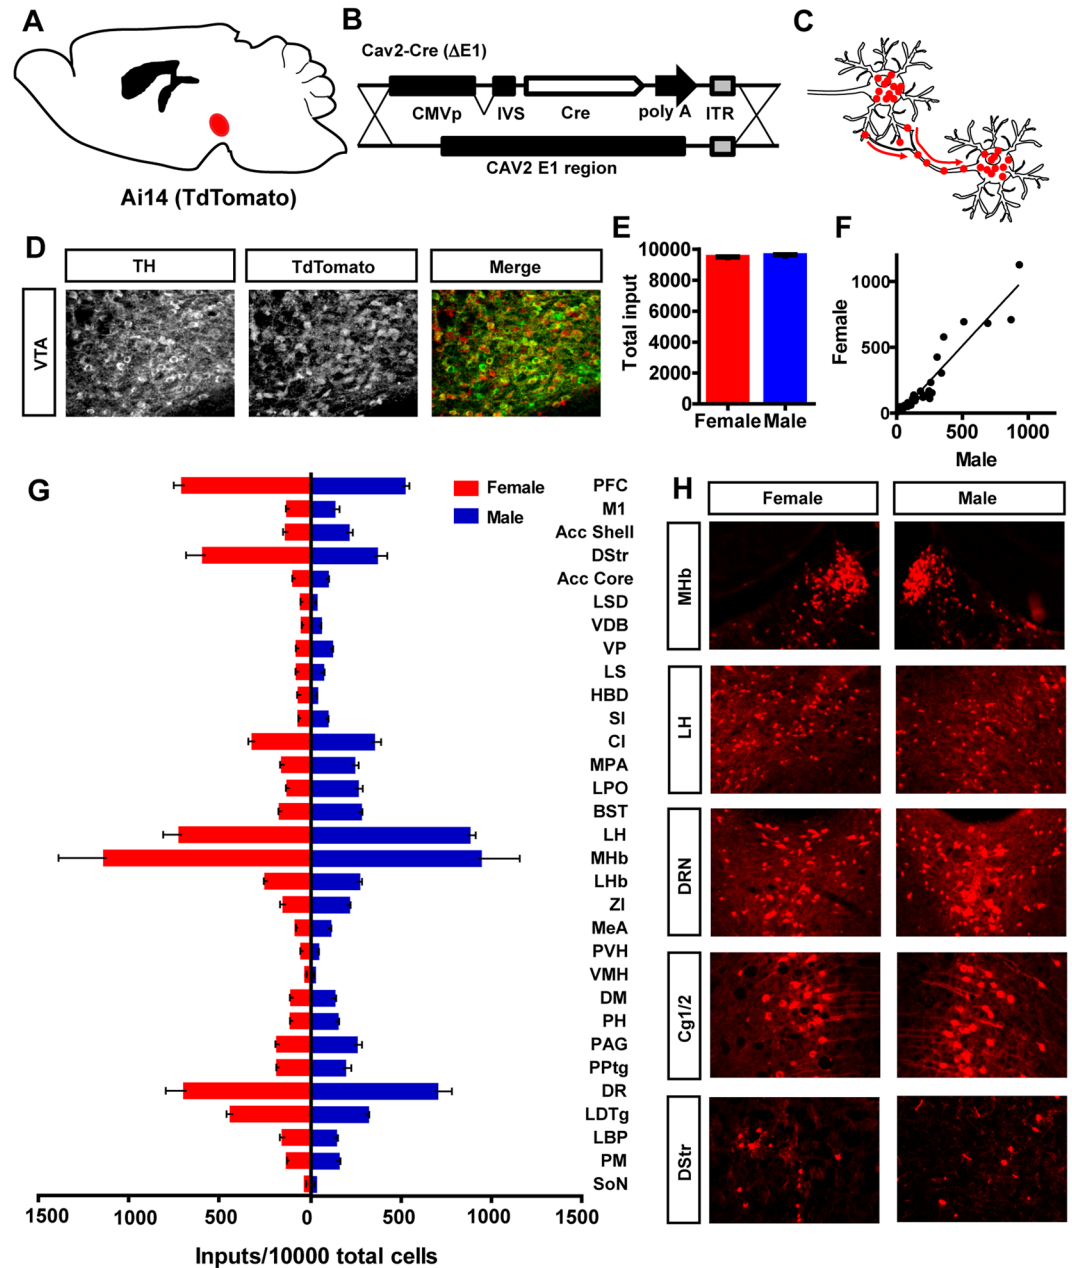 A
Ai14 (TdTomato)
B
Cav2-Cre (ΔE1)
CMVp
IVS
Cre
poly A
ITR
CAV2 E1 region
C
D
TH
TdTomato
Merge
VTA
E
Total input
10000
8000
6000
4000
2000
0
Female
Male
F
Female
1000
500
0
0
500
1000
Male
G
Female
Male
PFC
M1
Acc Shell
DStr
Acc Core
LSD
VDB
VP
LS
HBD
SI
CI
MPA
LPO
BST
LH
MHb
LHb
ZI
MeA
PVH
VMH
DM
PH
PAG
PPtg
DR
LDTg
LBP
PM
SoN
1500
1000
500
0
500
1000
1500
Inputs/10000 total cells
H
Female
Male
MHb
LH
DRN
Cg1/2
DStr